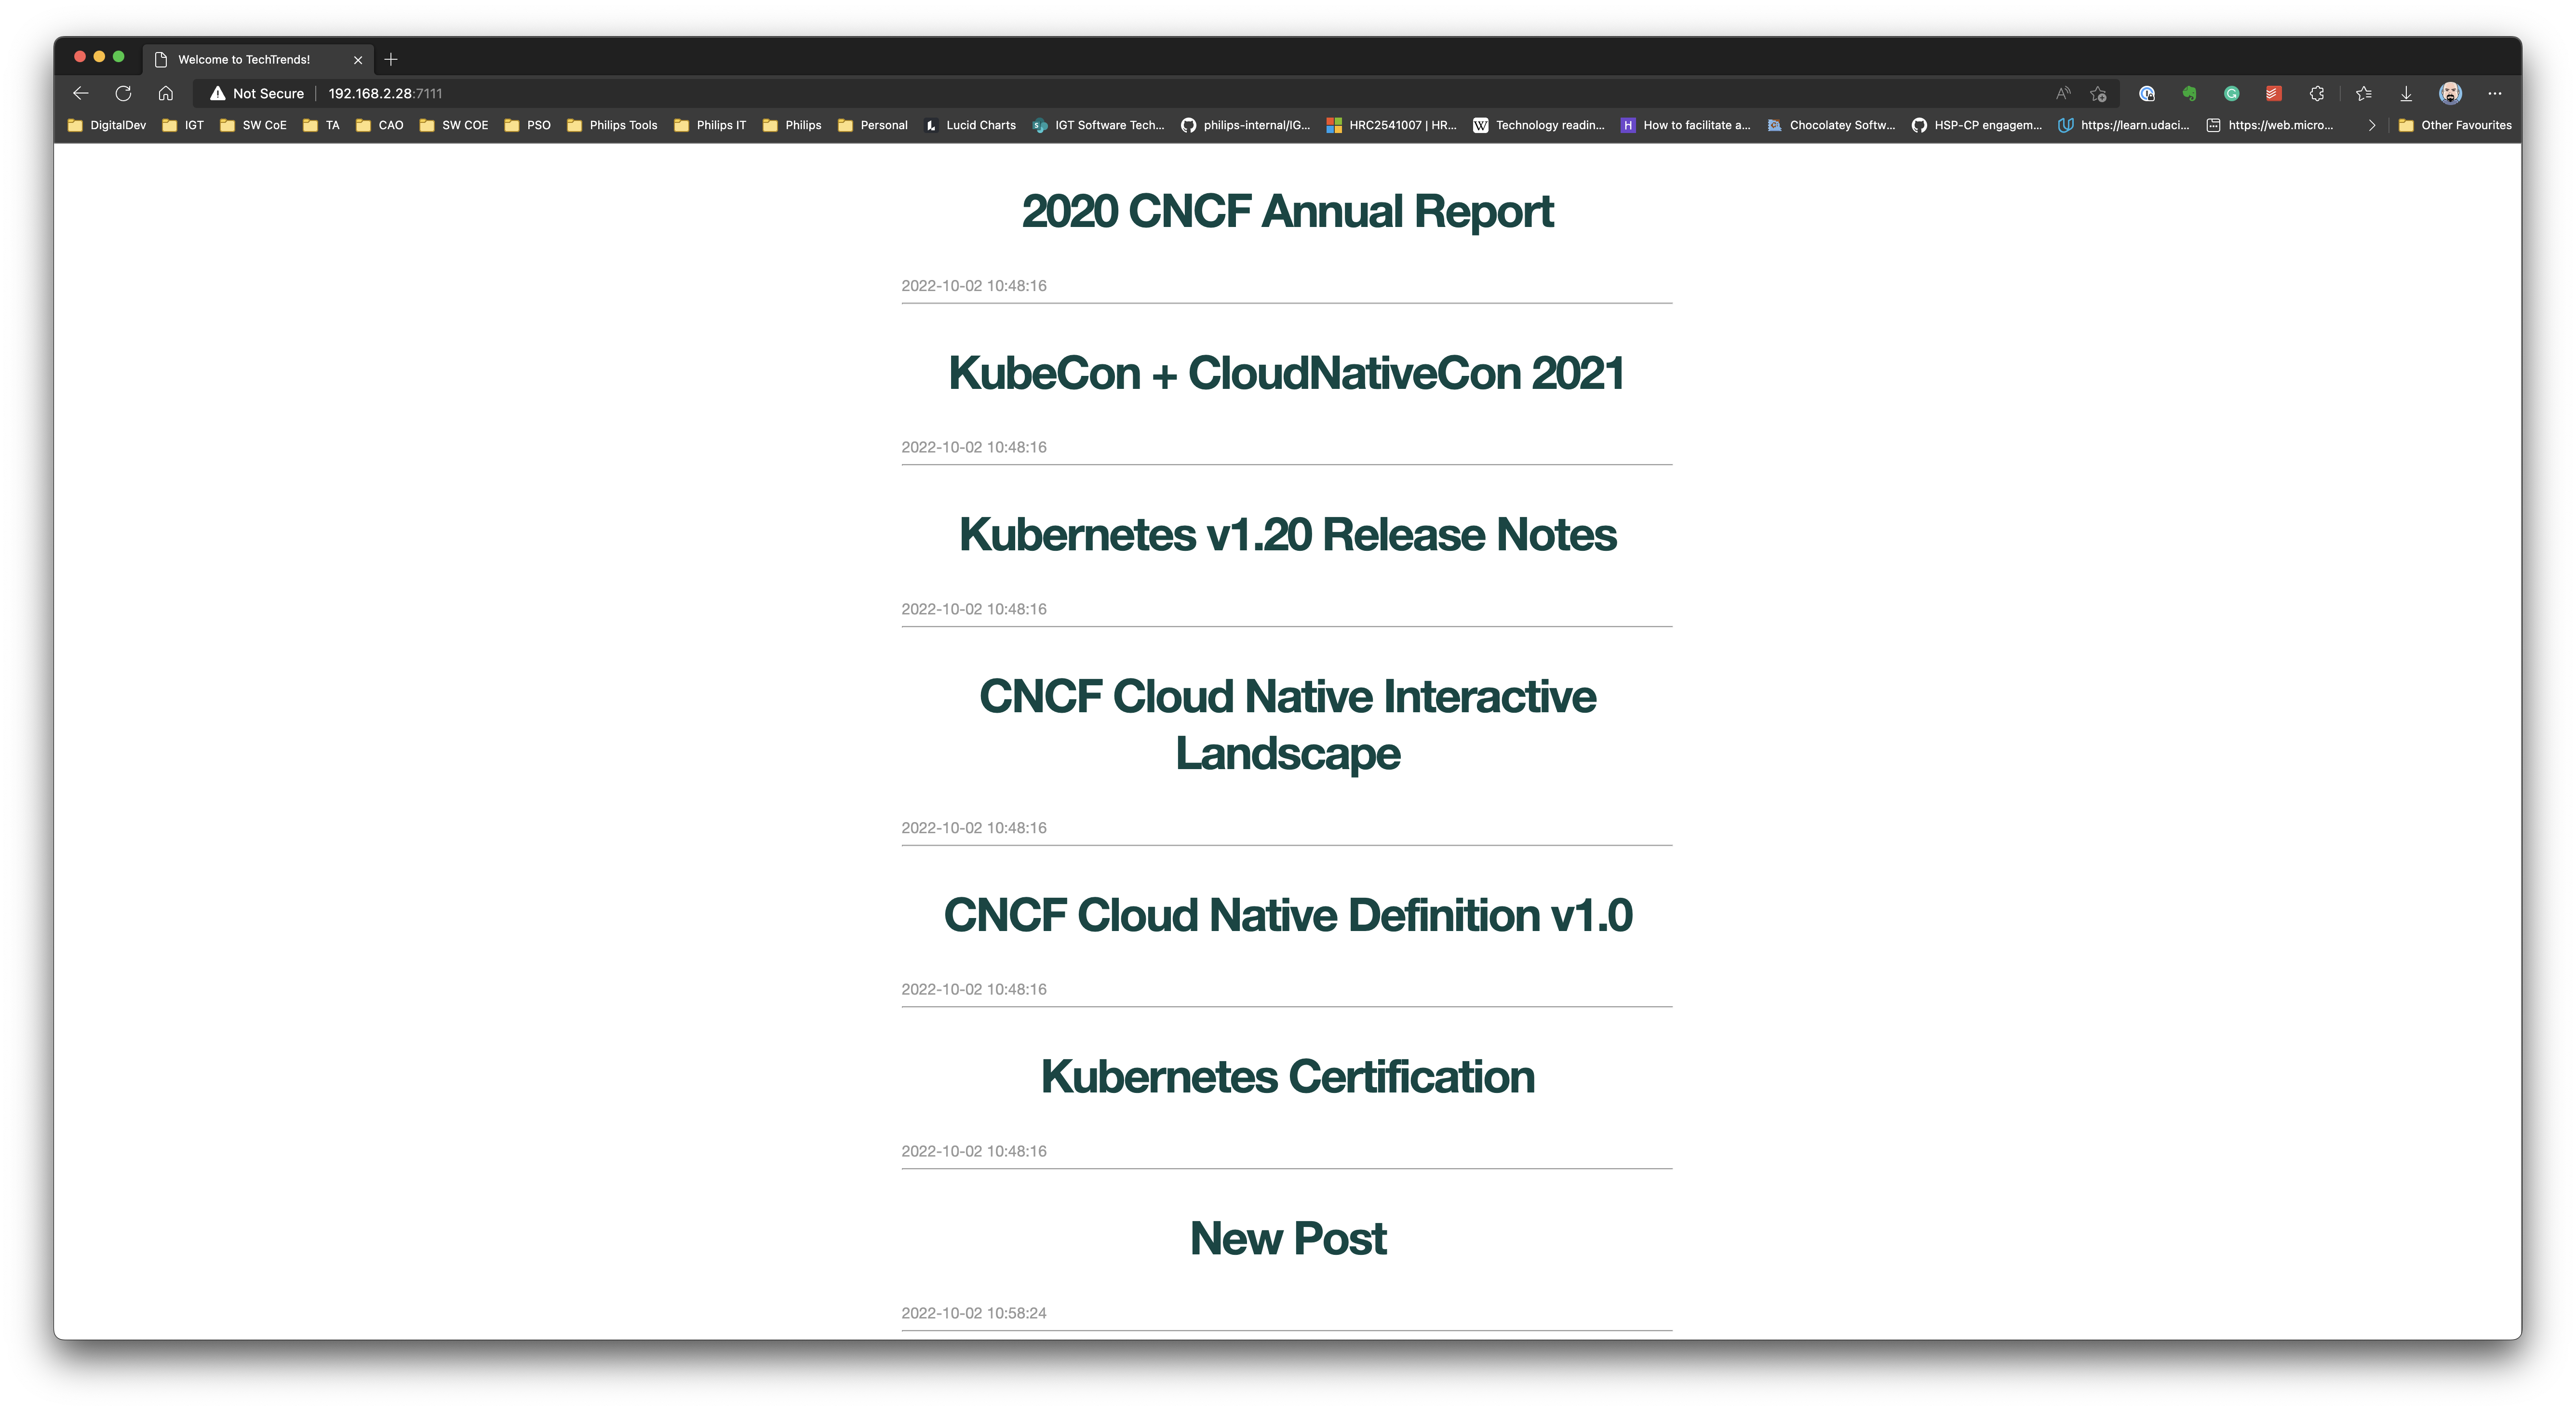 Welcome to TechTrends!
Not Secure 192.168.2.28:7111
DigitalDev IGT SW CoE TA CAO SW COE PSO Philips Tools Philips IT Philips Personal Lucid Charts IGT Software Tech... philips-internal/IG... HRC2541007 | HR... Technology readin... How to facilitate a... Chocolatey Softw... HSP-CP engagem... https://learn.udaci... https://web.micro... Other Favourites
2020 CNCF Annual Report
2022-10-02 10:48:16
KubeCon + CloudNativeCon 2021
2022-10-02 10:48:16
Kubernetes v1.20 Release Notes
2022-10-02 10:48:16
CNCF Cloud Native Interactive
Landscape
2022-10-02 10:48:16
CNCF Cloud Native Definition v1.0
2022-10-02 10:48:16
Kubernetes Certification
2022-10-02 10:48:16
New Post
2022-10-02 10:58:24